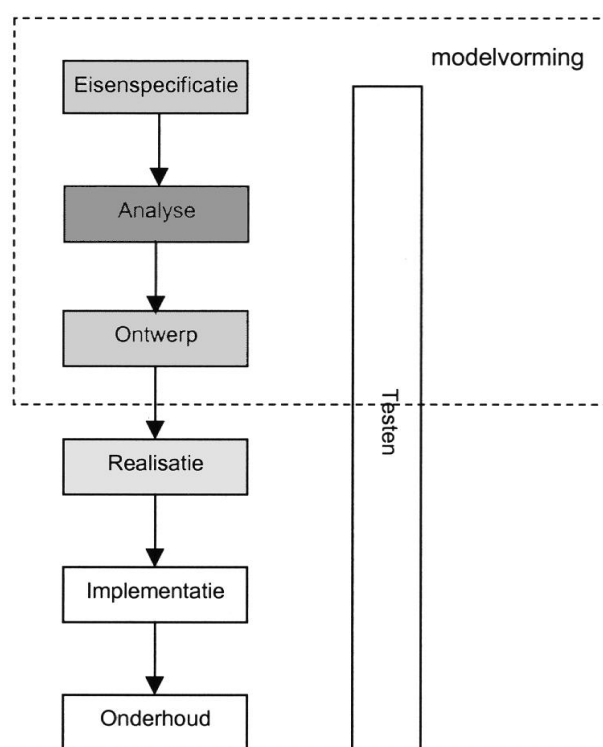 modelvorming
Eisenspecificatie
Analyse
Ontwerp
Testen
Realisatie
Implementatie
Onderhoud